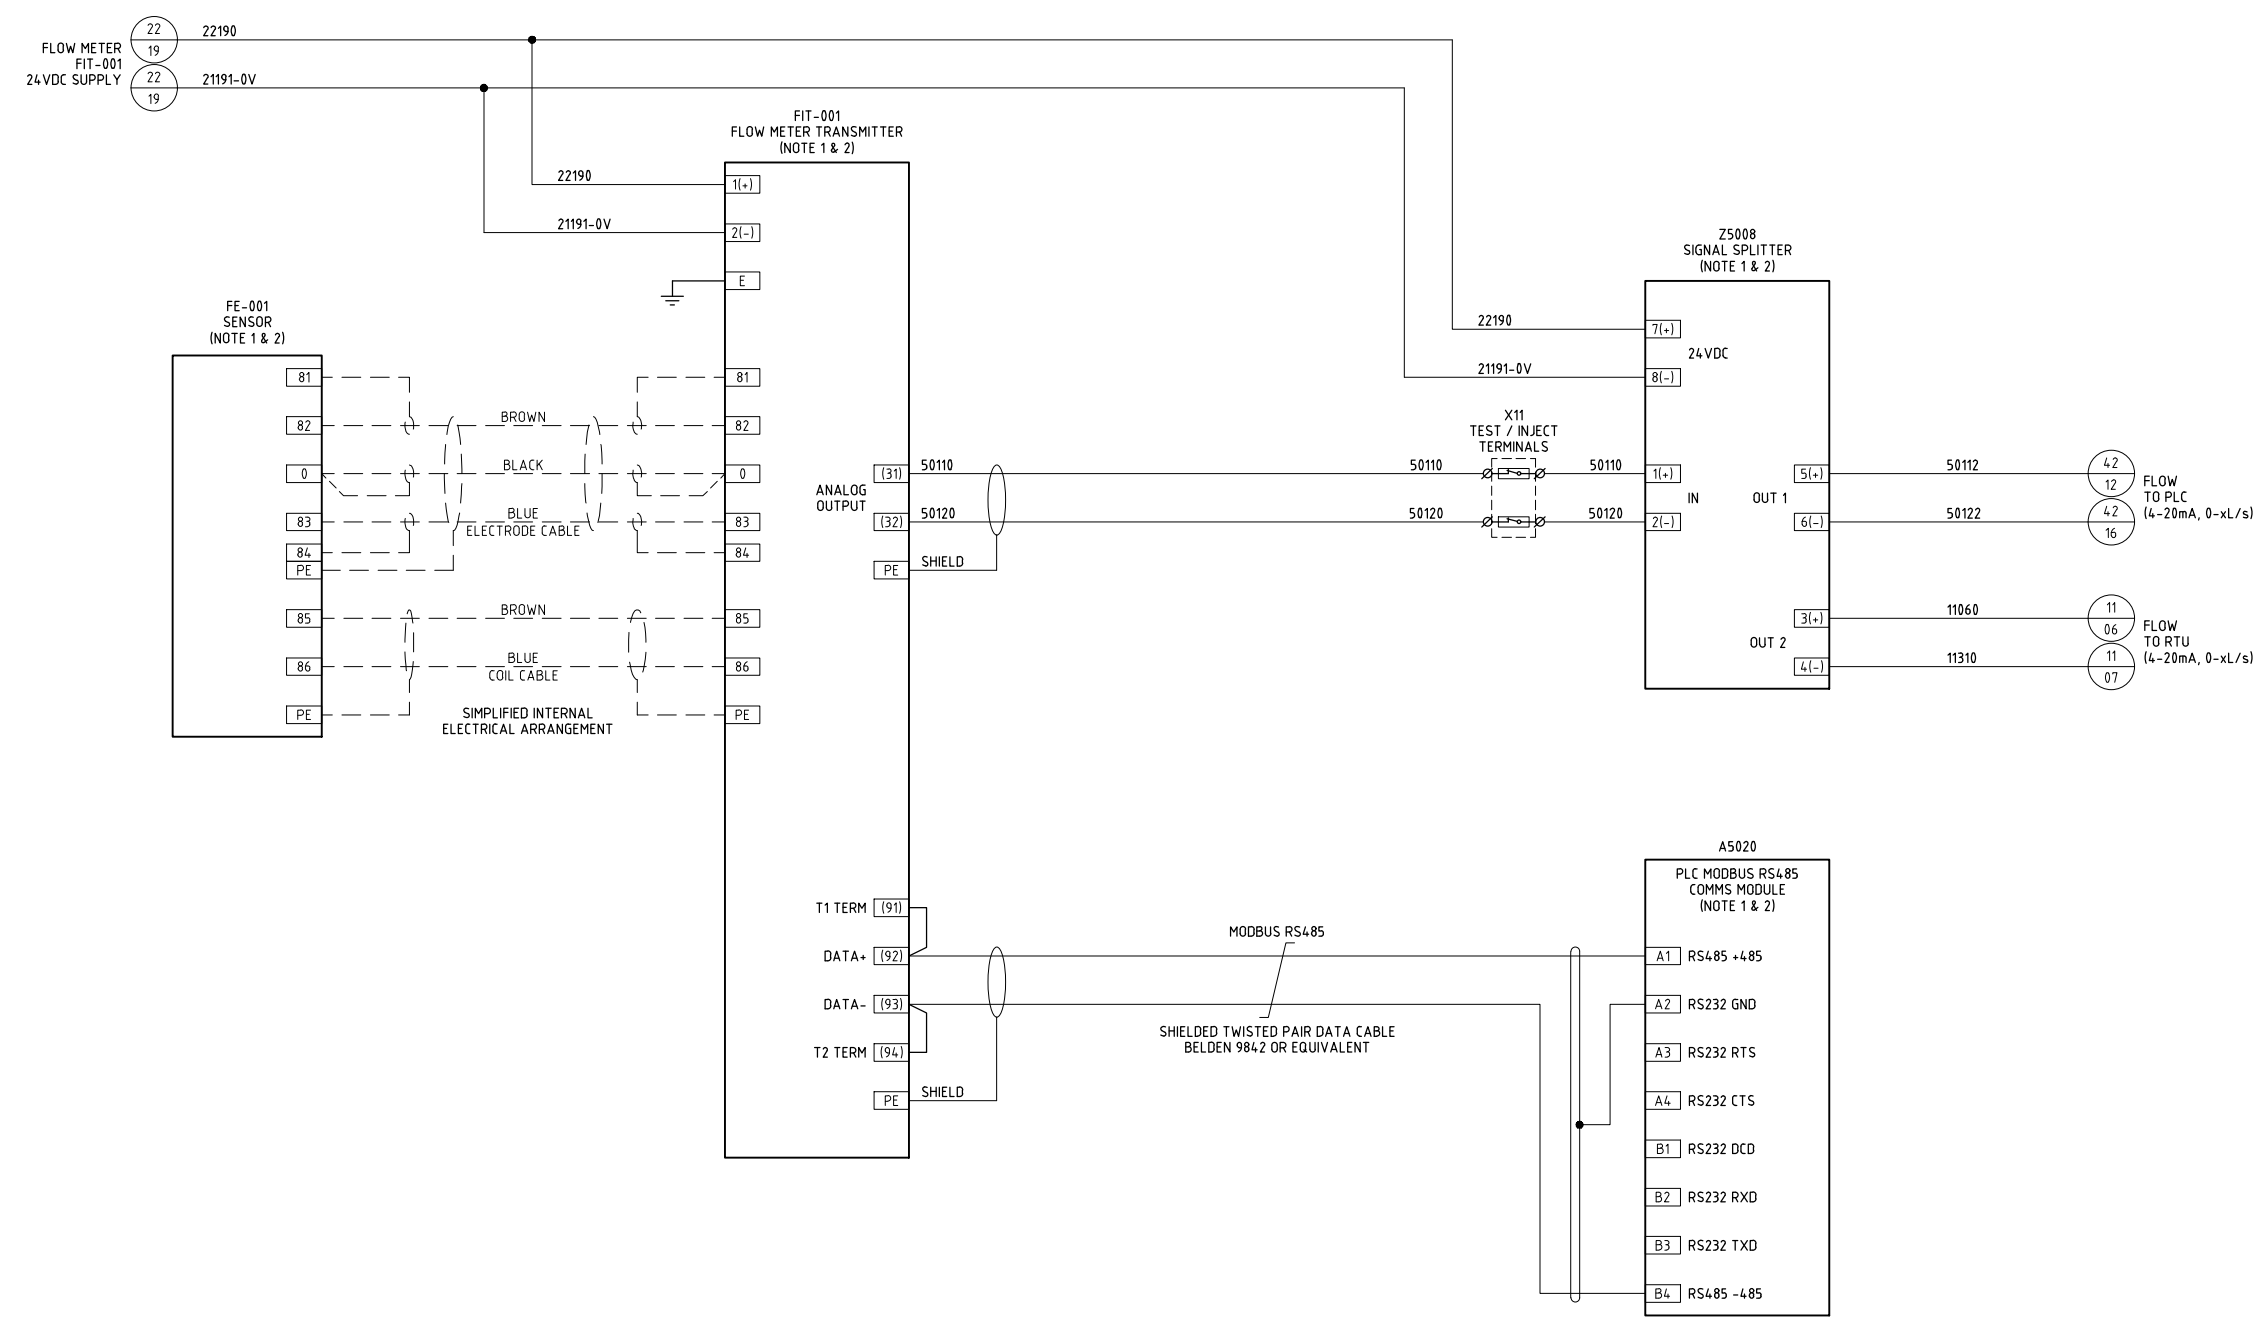 22
19
22190
FLOW METER
FIT-001
24VDC SUPPLY
22
19
21191-0V
FIT-001
FLOW METER TRANSMITTER
(NOTE 1 & 2)
22190
1(+)
21191-0V
2(-)
E
FE-001
SENSOR
(NOTE 1 & 2)
81
82
0
83
84
PE
85
86
PE
BROWN
BLACK
BLUE
ELECTRODE CABLE
BROWN
BLUE
COIL CABLE
SIMPLIFIED INTERNAL
ELECTRICAL ARRANGEMENT
81
82
0
83
84
85
86
PE
ANALOG
OUTPUT
(31)
(32)
PE
50110
50120
SHIELD
50110
50120
X11
TEST / INJECT
TERMINALS
50110
50120
Z5008
SIGNAL SPLITTER
(NOTE 1 & 2)
22190
7(+)
24VDC
21191-0V
8(-)
1(+)
IN
2(-)
OUT 1
5(+)
6(-)
OUT 2
3(+)
4(-)
50112
50122
42
12
42
16
FLOW
TO PLC
(4-20mA, 0-xL/s)
11060
11310
11
06
11
07
FLOW
TO RTU
(4-20mA, 0-xL/s)
T1 TERM (91)
DATA+ (92)
DATA- (93)
T2 TERM (94)
PE
SHIELD
MODBUS RS485
SHIELDED TWISTED PAIR DATA CABLE
BELDEN 9842 OR EQUIVALENT
A5020
PLC MODBUS RS485
COMMS MODULE
(NOTE 1 & 2)
A1 RS485 +485
A2 RS232 GND
A3 RS232 RTS
A4 RS232 CTS
B1 RS232 DCD
B2 RS232 RXD
B3 RS232 TXD
B4 RS485 -485